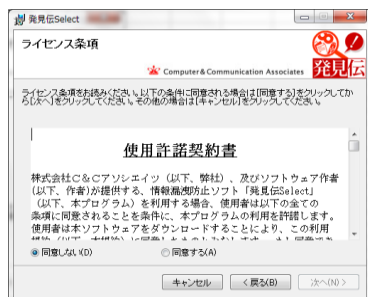 発見伝Select
ライセンス条項
Computer & Communication Associates
発見伝
ライセンス条項をお読みください。以下の条件に同意される場合は[同意する]をクリックしてか
ら[次へ]をクリックしてください。その他の場合は[キャンセル]をクリックしてください。
使用許諾契約書
株式会社C&Cアソシエイツ（以下、弊社）、及びソフトウェア作者
（以下、作者）が提供する、情報漏洩防止ソフト「発見伝Select」
（以下、本プログラム）を利用する場合、使用者は以下の全ての
条項に同意されることを条件に、本プログラムの利用を許諾します。
使用者は本ソフトウェアをダウンロードすることにより、この利用
同意しない(D)
同意する(A)
キャンセル
< 戻る(B)
次へ(N) >